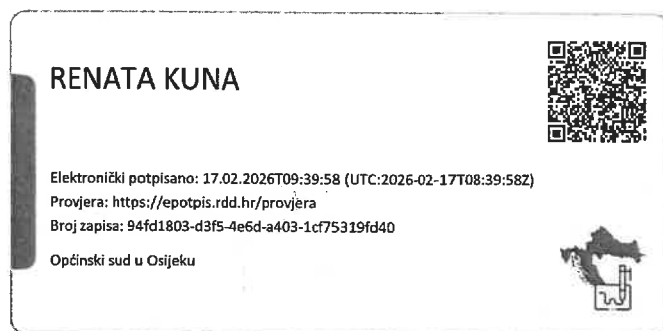 RENATA KUNA
Elektronički potpisano: 17.02.2026T09:39:58 (UTC:2026-02-17T08:39:58Z)
Provjera: https://epotpis.rdd.hr/provjera
Broj zapisa: 94fd1803-d3f5-4e6d-a403-1cf75319fd40
Općinski sud u Osijeku